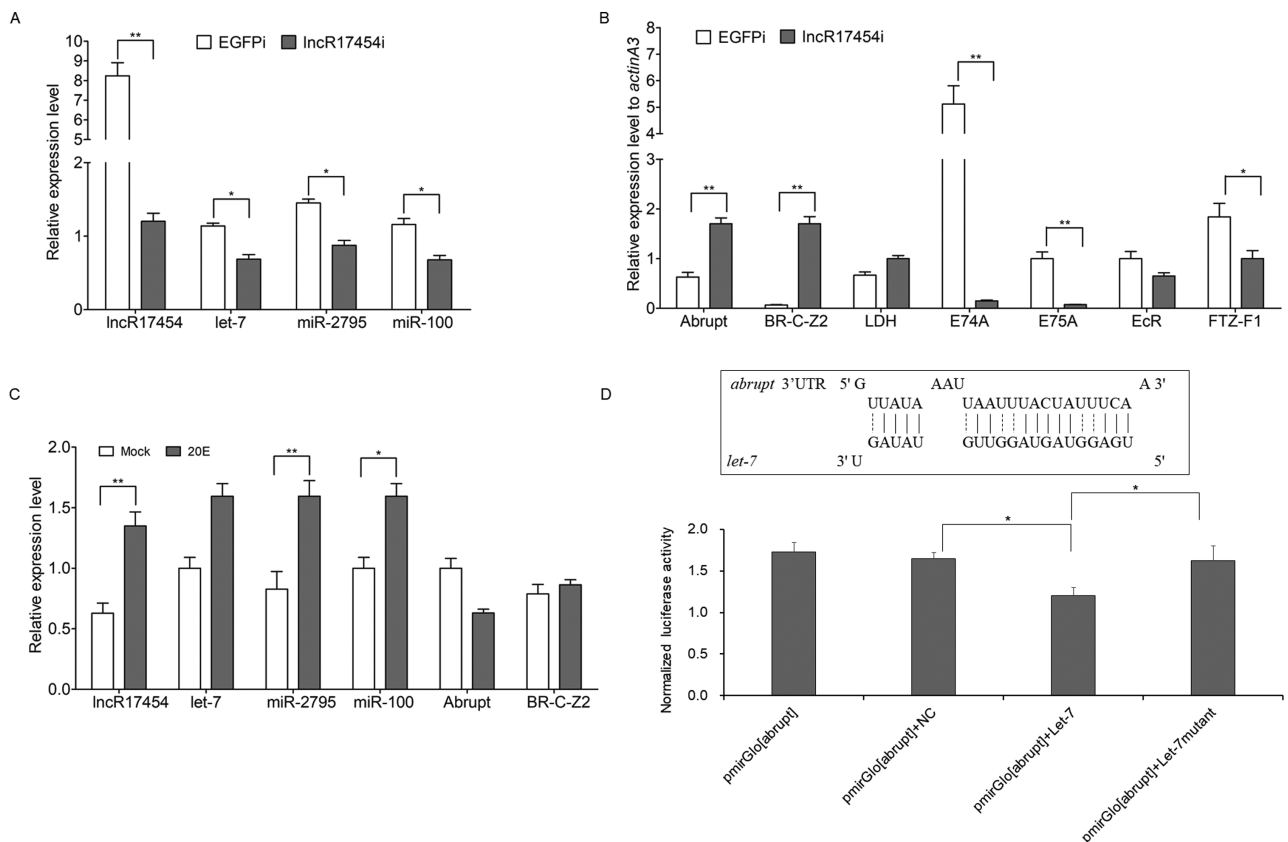 A
EGFPi
lncR17454i
Relative expression level
10
9
8
7
6
5
2
1
0
**
*
*
*
lncR17454
let-7
miR-2795
miR-100
B
EGFPi
lncR17454i
Relative expression level to actinA3
8
7
6
5
4
3
2
1
0
**
**
**
**
*
Abrupt
BR-C-Z2
LDH
E74A
E75A
EcR
FTZ-F1
C
Mock
20E
Relative expression level
2.0
1.5
1.0
0.5
0.0
**
**
*
lncR17454
let-7
miR-2795
miR-100
Abrupt
BR-C-Z2
D
abrupt 3'UTR 5' G AAU A 3'
UUAUA UAAUUUACUAUUUCA
GAUAU GUUGGAUGAUGGAGU
let-7 3' U 5'
Normalized luciferase activity
2.0
1.5
1.0
0.5
0.0
*
*
pmirGlo[abrupt]
pmirGlo[abrupt]+NC
pmirGlo[abrupt]+Let-7
pmirGlo[abrupt]+Let-7mutant